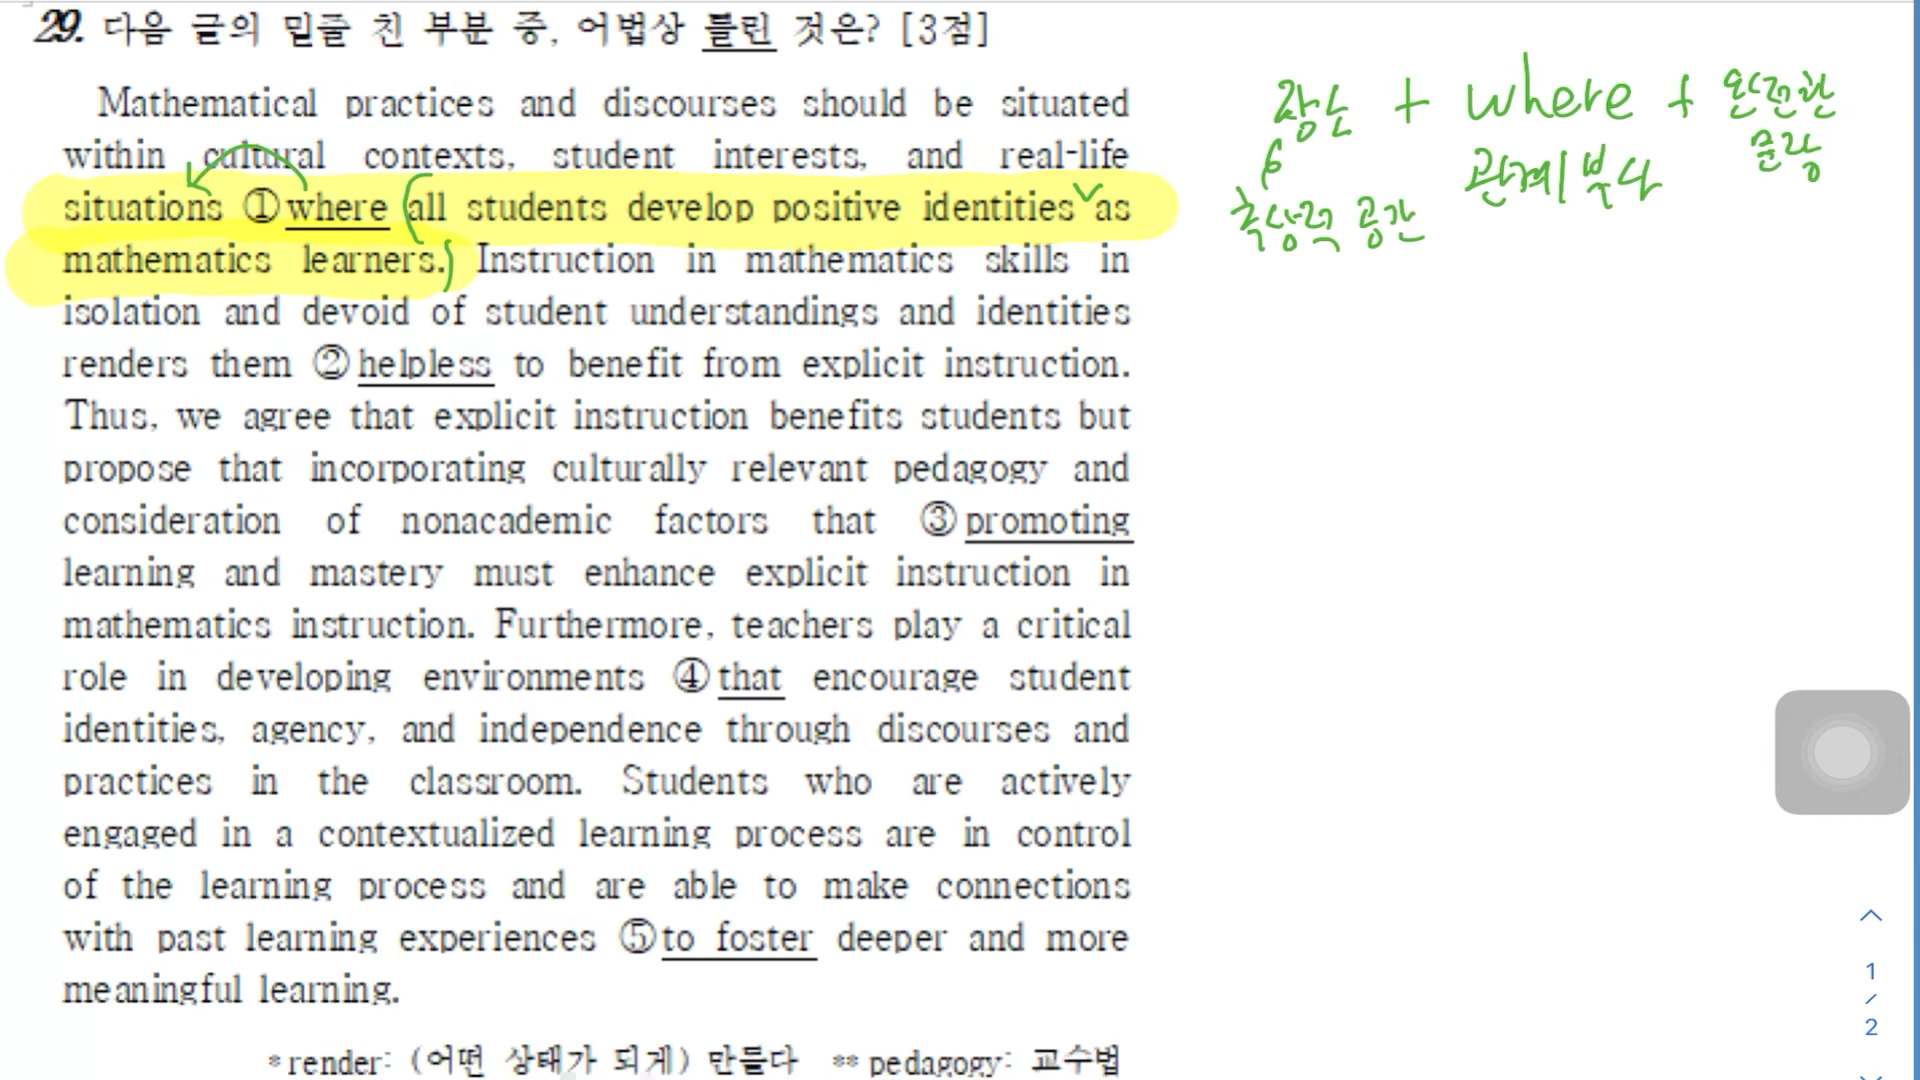 29. 다음 글의 밑줄 친 부분 중, 어법상 틀린 것은? [3점]
Mathematical practices and discourses should be situated
within cultural contexts, student interests, and real-life
situations ① where all students develop positive identities as
mathematics learners. Instruction in mathematics skills in
isolation and devoid of student understandings and identities
renders them ② helpless to benefit from explicit instruction.
Thus, we agree that explicit instruction benefits students but
propose that incorporating culturally relevant pedagogy and
consideration of nonacademic factors that ③ promoting
learning and mastery must enhance explicit instruction in
mathematics instruction. Furthermore, teachers play a critical
role in developing environments ④ that encourage student
identities, agency, and independence through discourses and
practices in the classroom. Students who are actively
engaged in a contextualized learning process are in control
of the learning process and are able to make connections
with past learning experiences ⑤ to foster deeper and more
meaningful learning.
* render: (어떤 상태가 되게) 만들다 ** pedagogy: 교수법
장소 + where + 완전한
문장
관계부사
추상적 공간
1
/
2